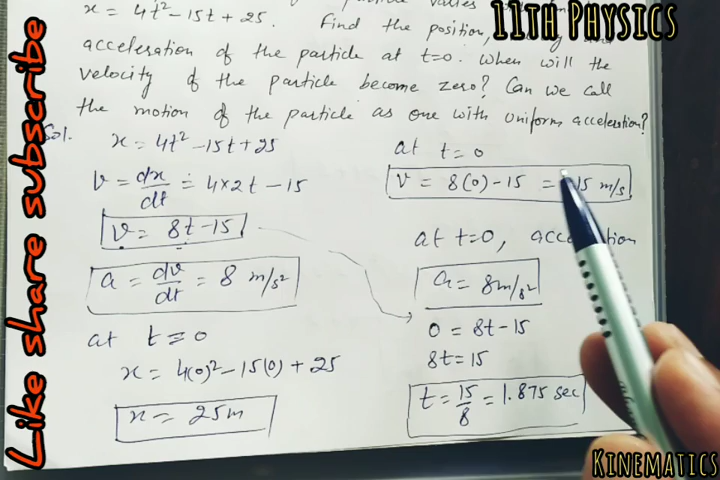 11th Physics
Like share subscribe
particle varies
x = 4t² - 15t + 25. Find the position,
acceleration of the particle at t=0. When will the
velocity of the particle become zero? Can we call
the motion of the particle as one with uniform acceleration?
Sol.
x = 4t² - 15t + 25
v = dx/dt = 4×2t - 15
v = 8t - 15
a = dv/dt = 8 m/s²
at t = 0
x = 4(0)² - 15(0) + 25
x = 25m
at t = 0
v = 8(0) - 15 = 15 m/s
at t=0,
a = 8m/s²
0 = 8t - 15
8t = 15
t = 15/8 = 1.875 sec
Kinematics